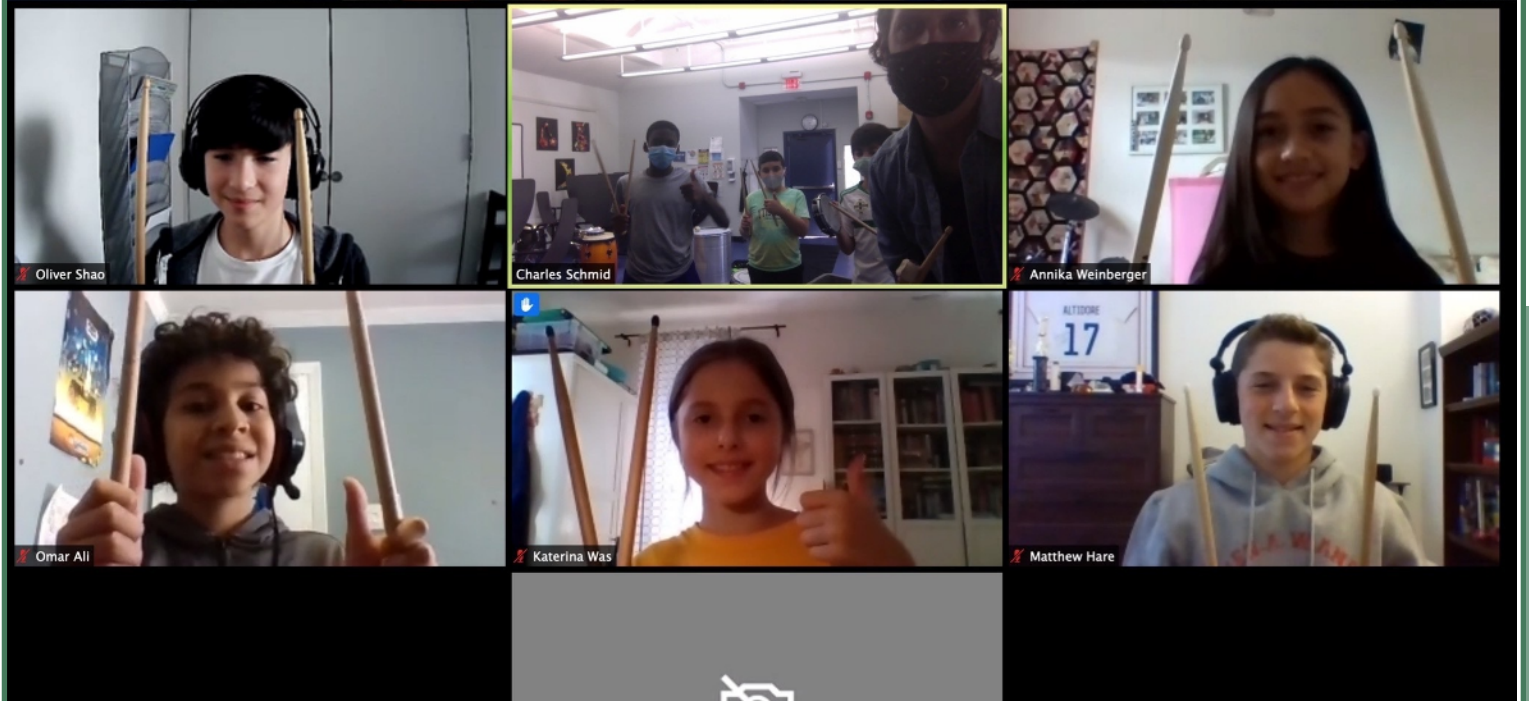 Oliver Shao
Charles Schmid
Annika Weinberger
ALTIDORE
17
Omar Ali
Katerina Was
Matthew Hare